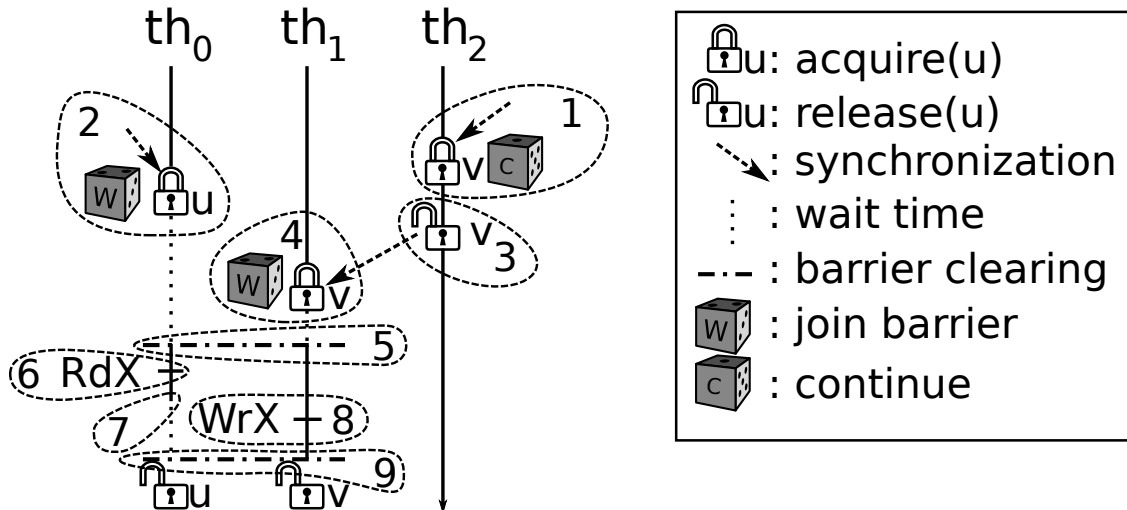 th0 th1 th2
2 1
W u v C
4 v 3
W v
5
6 RdX
7 WrX 8
9
u v
u: acquire(u)
u: release(u)
: synchronization
: wait time
: barrier clearing
W : join barrier
C : continue